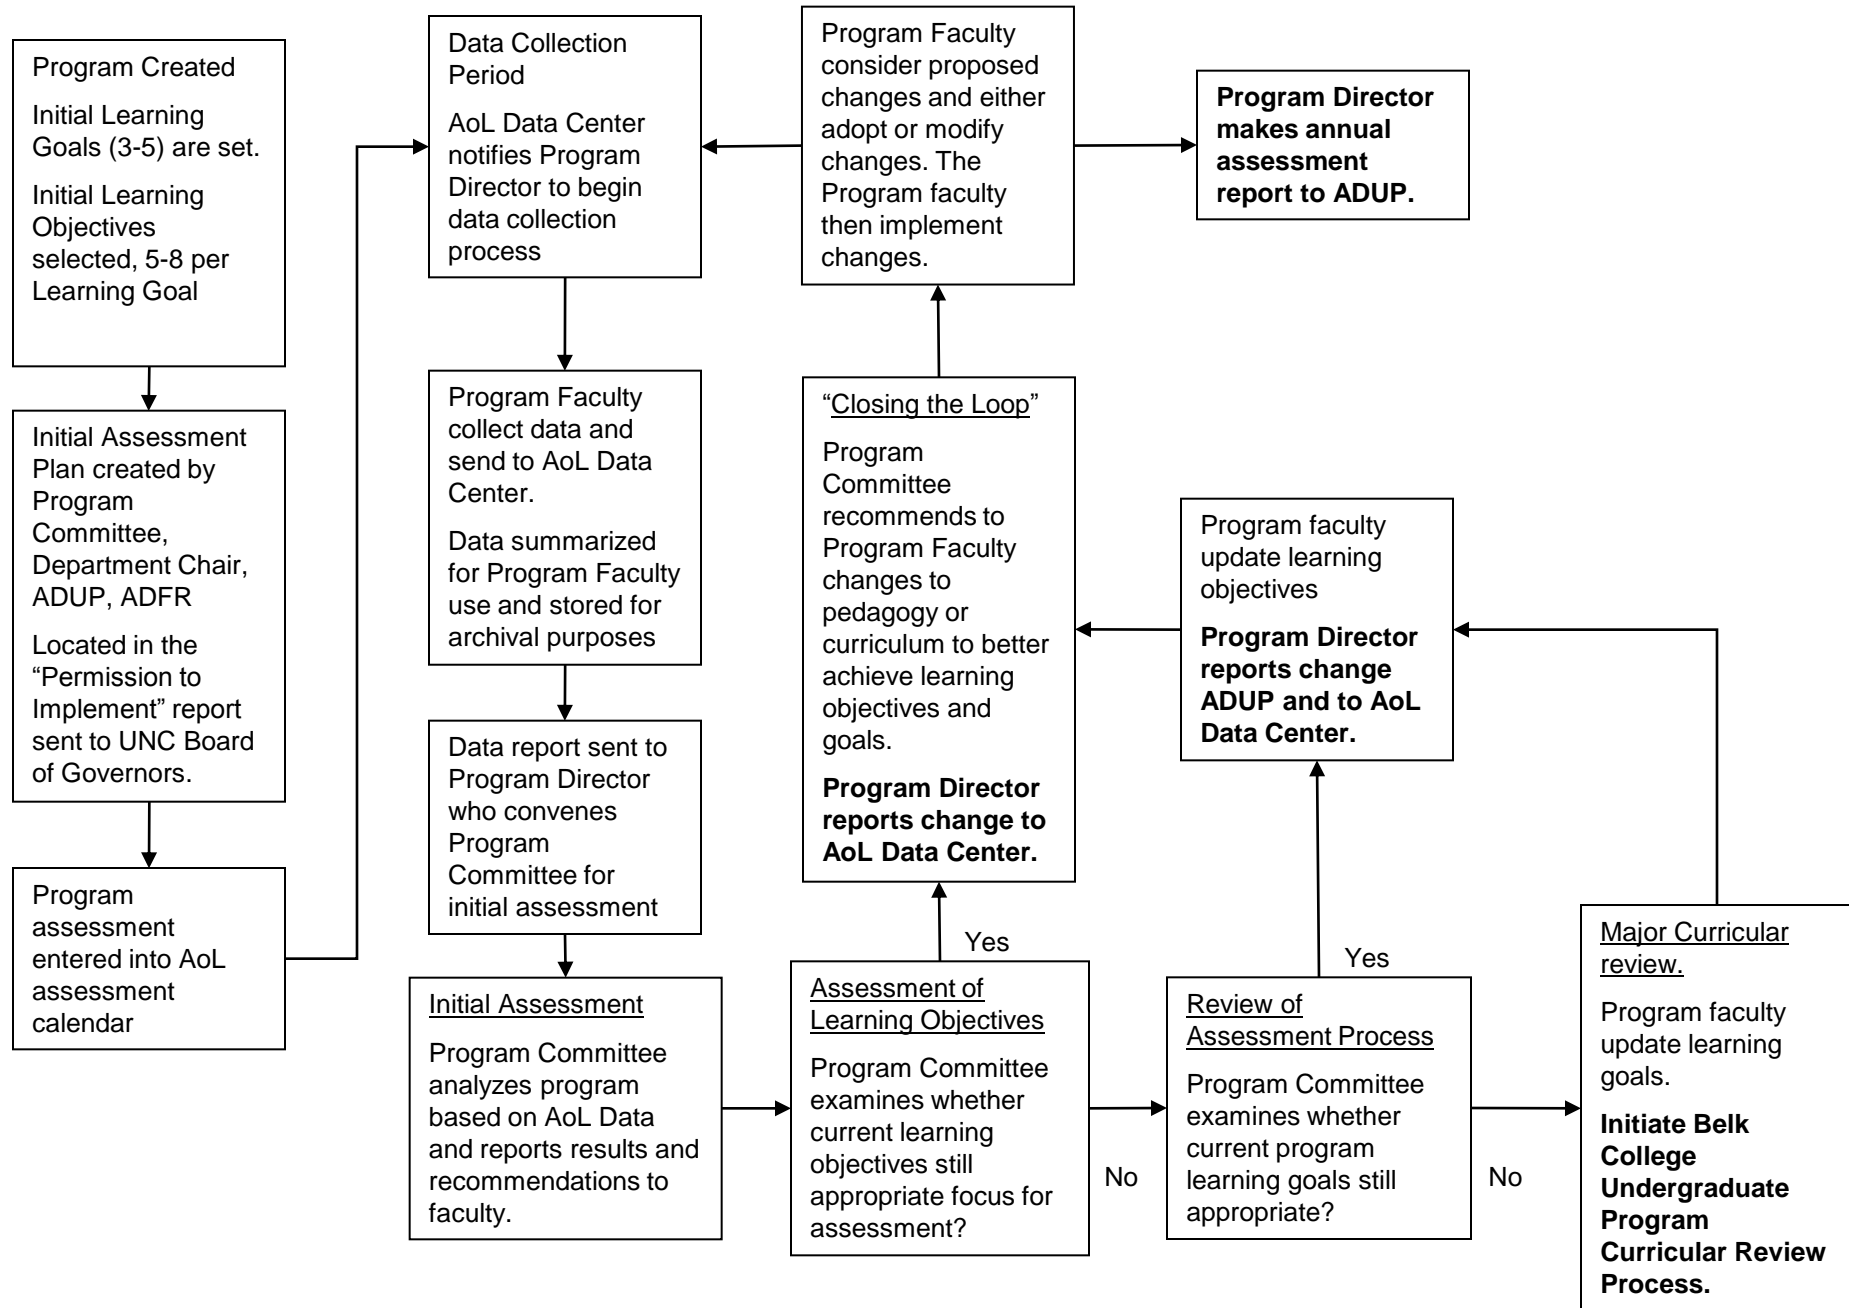 Program Created
Initial Learning
Goals (3-5) are set.
Initial Learning
Objectives
selected, 5-8 per
Learning Goal
Initial Assessment
Plan created by
Program
Committee,
Department Chair,
ADUP, ADFR
Located in the
“Permission to
Implement” report
sent to UNC Board
of Governors.
Program
assessment
entered into AoL
assessment
calendar
Data Collection
Period
AoL Data Center
notifies Program
Director to begin
data collection
process
Program Faculty
collect data and
send to AoL Data
Center.
Data summarized
for Program Faculty
use and stored for
archival purposes
Data report sent to
Program Director
who convenes
Program
Committee for
initial assessment
Initial Assessment
Program Committee
analyzes program
based on AoL Data
and reports results and
recommendations to
faculty.
Assessment of
Learning Objectives
Program Committee
examines whether
current learning
objectives still
appropriate focus for
assessment?
Yes
No
“Closing the Loop”
Program
Committee
recommends to
Program Faculty
changes to
pedagogy or
curriculum to better
achieve learning
objectives and
goals.
Program Director
reports change to
AoL Data Center.
Program Faculty
consider proposed
changes and either
adopt or modify
changes. The
Program faculty
then implement
changes.
Program Director
makes annual
assessment
report to ADUP.
Review of
Assessment Process
Program Committee
examines whether
current program
learning goals still
appropriate?
Yes
No
Program faculty
update learning
objectives
Program Director
reports change
ADUP and to AoL
Data Center.
Major Curricular
review.
Program faculty
update learning
goals.
Initiate Belk
College
Undergraduate
Program
Curricular Review
Process.